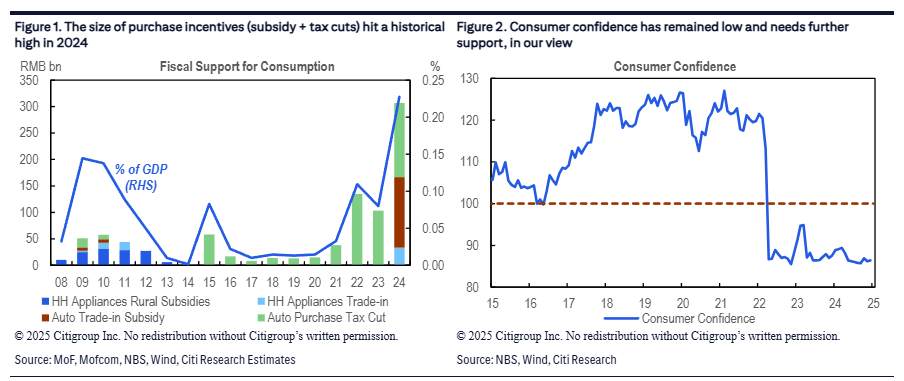 Figure 1. The size of purchase incentives (subsidy + tax cuts) hit a historical
high in 2024
RMB bn
Fiscal Support for Consumption
%
350
300
250
200
150
100
50
0
0.25
0.20
0.15
0.10
0.05
0.00
% of GDP
(RHS)
08 09 10 11 12 13 14 15 16 17 18 19 20 21 22 23 24
HH Appliances Rural Subsidies
HH Appliances Trade-in
Auto Trade-in Subsidy
Auto Purchase Tax Cut
© 2025 Citigroup Inc. No redistribution without Citigroup's written permission.
Source: MoF, Mofcom, NBS, Wind, Citi Research Estimates
Figure 2. Consumer confidence has remained low and needs further
support, in our view
Consumer Confidence
130
120
110
100
90
80
15 16 17 18 19 20 21 22 23 24 25
Consumer Confidence
© 2025 Citigroup Inc. No redistribution without Citigroup's written permission.
Source: NBS, Wind, Citi Research